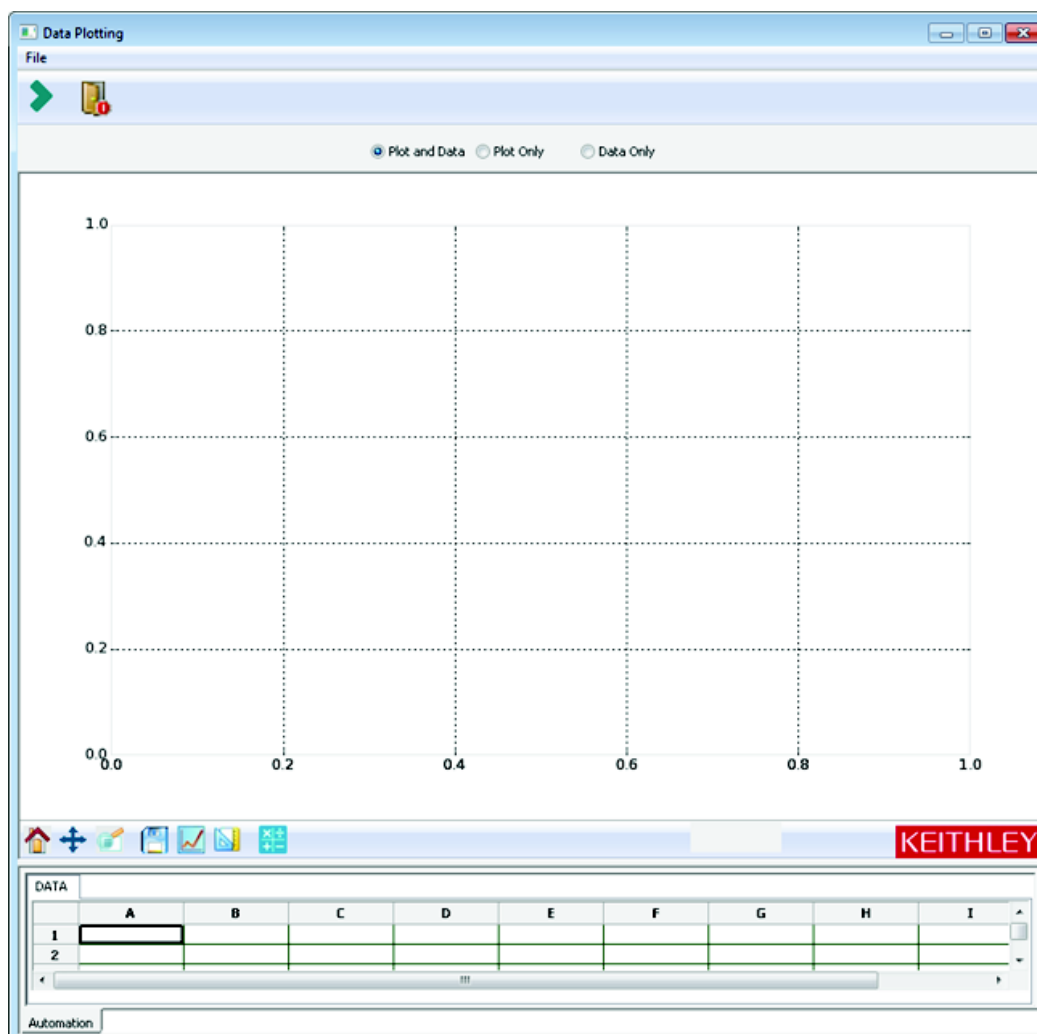 Data Plotting
File
Plot and Data Plot Only Data Only
1.0
0.8
0.6
0.4
0.2
0.0
0.0 0.2 0.4 0.6 0.8 1.0
KEITHLEY
DATA
A B C D E F G H I
1
2
Automation